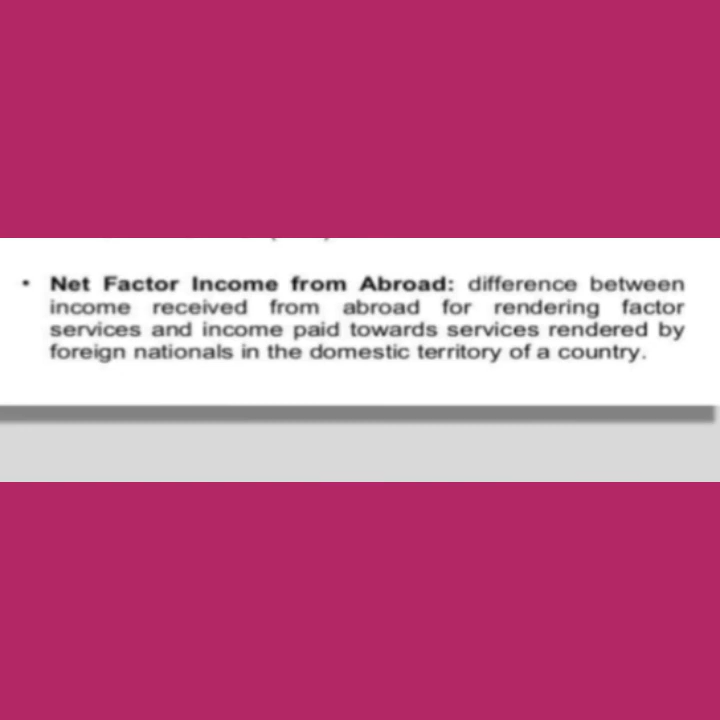 • Net Factor Income from Abroad: difference between
income received from abroad for rendering factor
services and income paid towards services rendered by
foreign nationals in the domestic territory of a country.